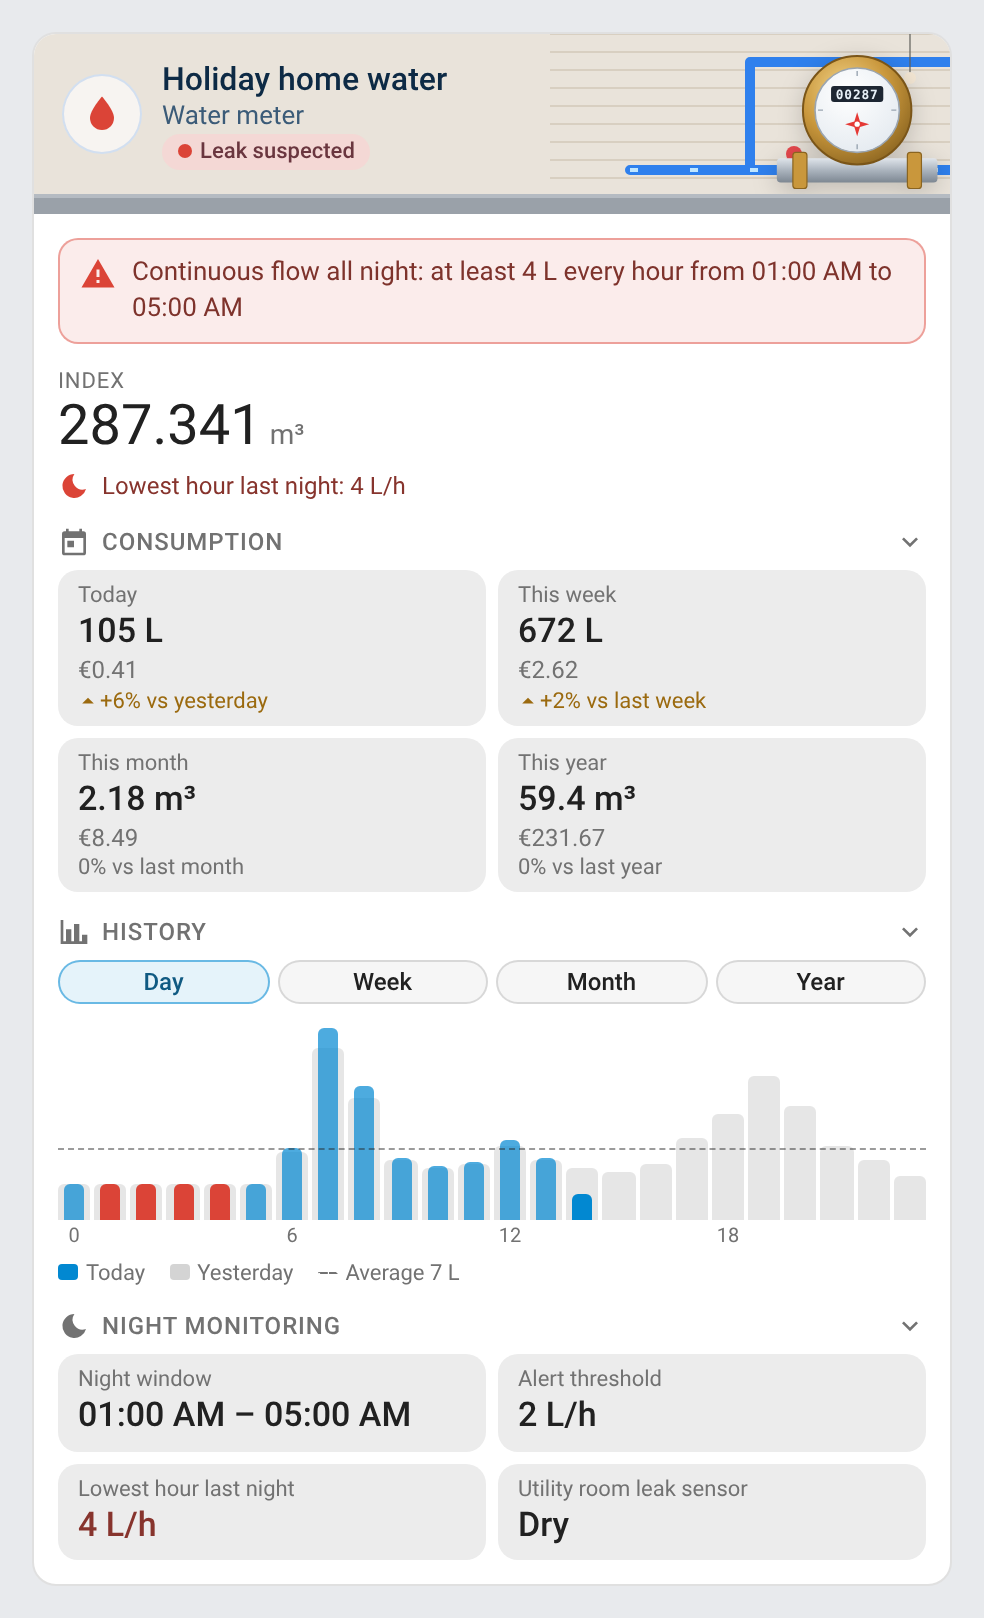 Holiday home water
Water meter
Leak suspected
00287
Continuous flow all night: at least 4 L every hour from 01:00 AM to
05:00 AM
INDEX
287.341 m³
Lowest hour last night: 4 L/h
CONSUMPTION
Today
105 L
€0.41
+6% vs yesterday
This week
672 L
€2.62
+2% vs last week
This month
2.18 m³
€8.49
0% vs last month
This year
59.4 m³
€231.67
0% vs last year
HISTORY
Day Week Month Year
0 6 12 18
Today Yesterday Average 7 L
NIGHT MONITORING
Night window
01:00 AM – 05:00 AM
Alert threshold
2 L/h
Lowest hour last night
4 L/h
Utility room leak sensor
Dry